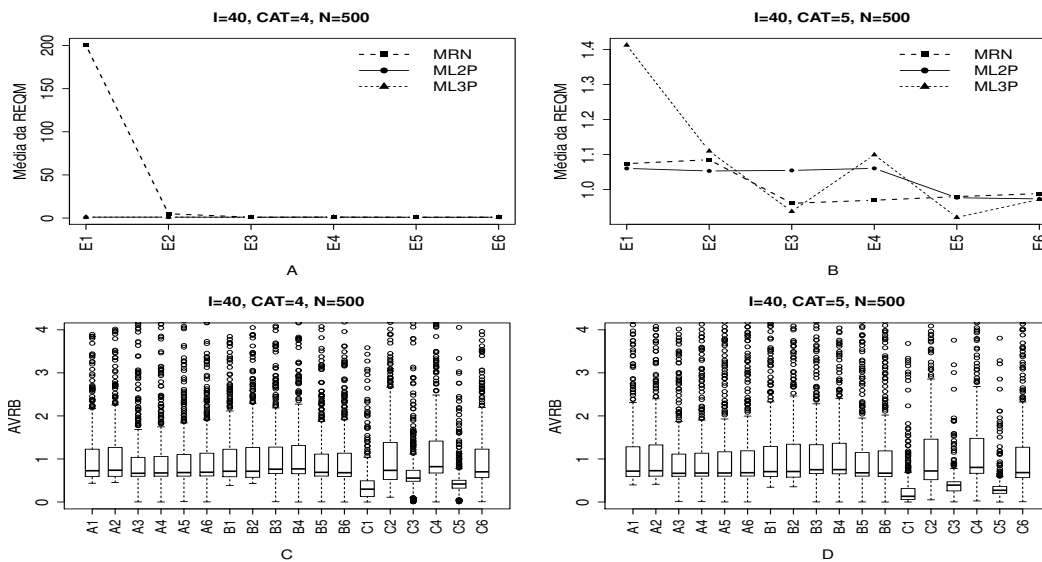 I=40, CAT=4, N=500
Média da REQM
200
150
100
50
0
MRN
ML2P
ML3P
E1 E2 E3 E4 E5 E6
A
I=40, CAT=5, N=500
Média da REQM
1.4
1.3
1.2
1.1
1.0
MRN
ML2P
ML3P
E1 E2 E3 E4 E5 E6
B
I=40, CAT=4, N=500
AVRB
4
3
2
1
0
A1 A2 A3 A4 A5 A6 B1 B2 B3 B4 B5 B6 C1 C2 C3 C4 C5 C6
C
I=40, CAT=5, N=500
AVRB
4
3
2
1
0
A1 A2 A3 A4 A5 A6 B1 B2 B3 B4 B5 B6 C1 C2 C3 C4 C5 C6
D